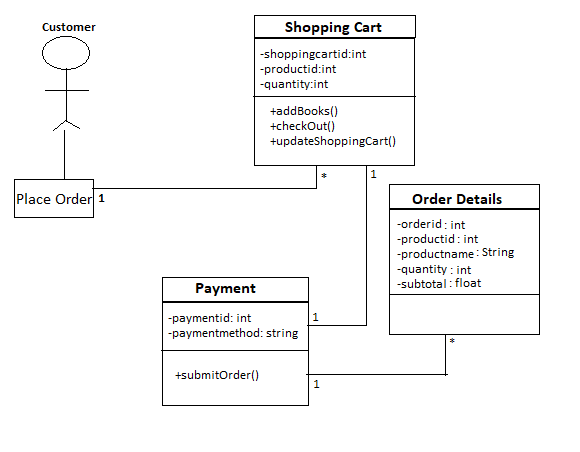 Customer
Place Order
1
Shopping Cart
-shoppingcartid:int
-productid:int
-quantity:int
+addBooks()
+checkOut()
+updateShoppingCart()
*
1
Order Details
-orderid : int
-productid : int
-productname : String
-quantity : int
-subtotal : float
*
Payment
-paymentid: int
-paymentmethod: string
+submitOrder()
1
1